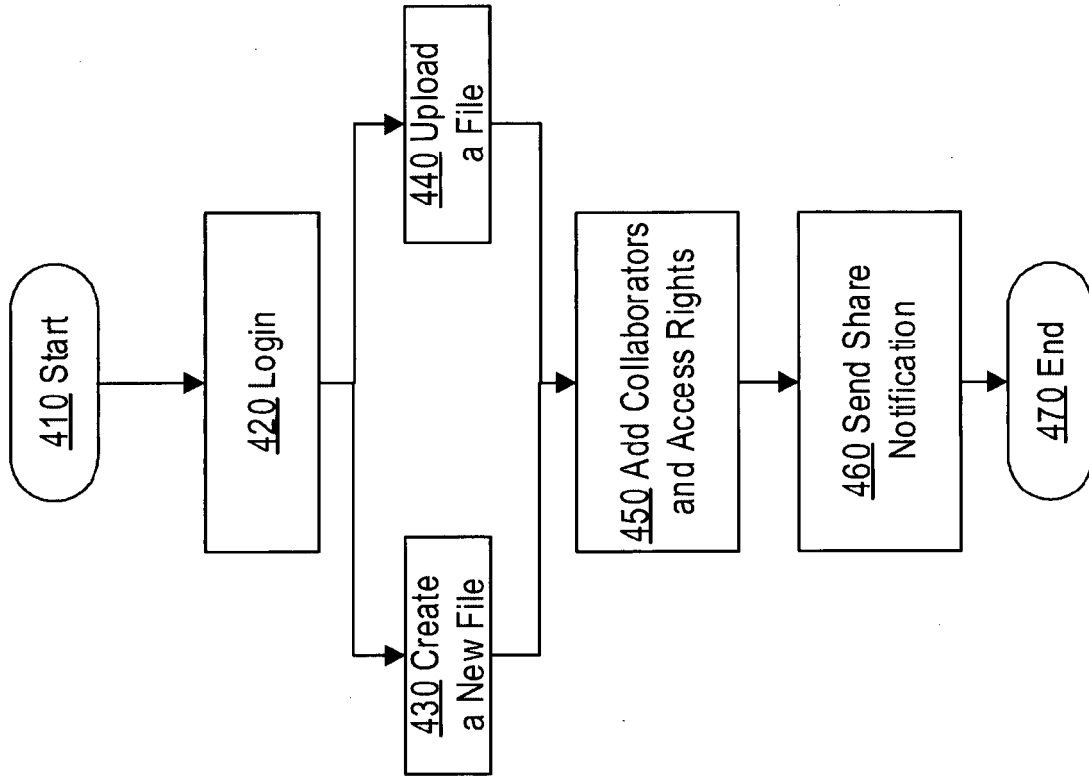 410 Start
420 Login
430 Create
a New File
440 Upload
a File
450 Add Collaborators
and Access Rights
460 Send Share
Notification
470 End